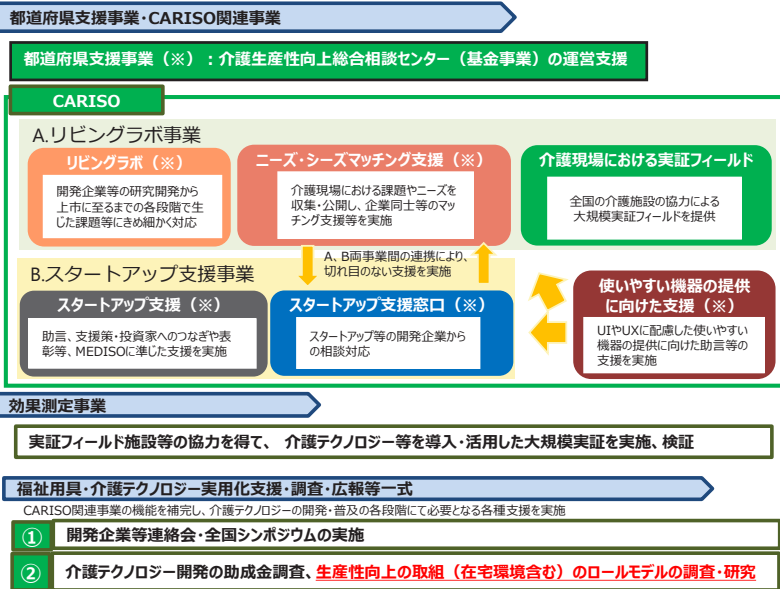 都道府県支援事業・CARISO関連事業
都道府県支援事業（※）：介護生産性向上総合相談センター（基金事業）の運営支援
CARISO
A.リビングラボ事業
リビングラボ（※）
開発企業等の研究開発から
上市に至るまでの各段階で生
じた課題等にきめ細かく対応
ニーズ・シーズマッチング支援（※）
介護現場における課題やニーズを
収集・公開し、企業同士等のマッ
チング支援等を実施
介護現場における実証フィールド
全国の介護施設の協力による
大規模実証フィールドを提供
A、B両事業間の連携により、
切れ目のない支援を実施
B.スタートアップ支援事業
スタートアップ支援（※）
助言、支援策・投資家へのつなぎや表
彰等、MEDISOに準じた支援を実施
スタートアップ支援窓口（※）
スタートアップ等の開発企業から
の相談対応
使いやすい機器の提供
に向けた支援（※）
UIやUXに配慮した使いやすい
機器の提供に向けた助言等の
支援を実施
効果測定事業
実証フィールド施設等の協力を得て、 介護テクノロジー等を導入・活用した大規模実証を実施、検証
福祉用具・介護テクノロジー実用化支援・調査・広報等一式
CARISO関連事業の機能を補完し、介護テクノロジーの開発・普及の各段階にて必要となる各種支援を実施
① 開発企業等連絡会・全国シンポジウムの実施
② 介護テクノロジー開発の助成金調査、生産性向上の取組（在宅環境含む）のロールモデルの調査・研究